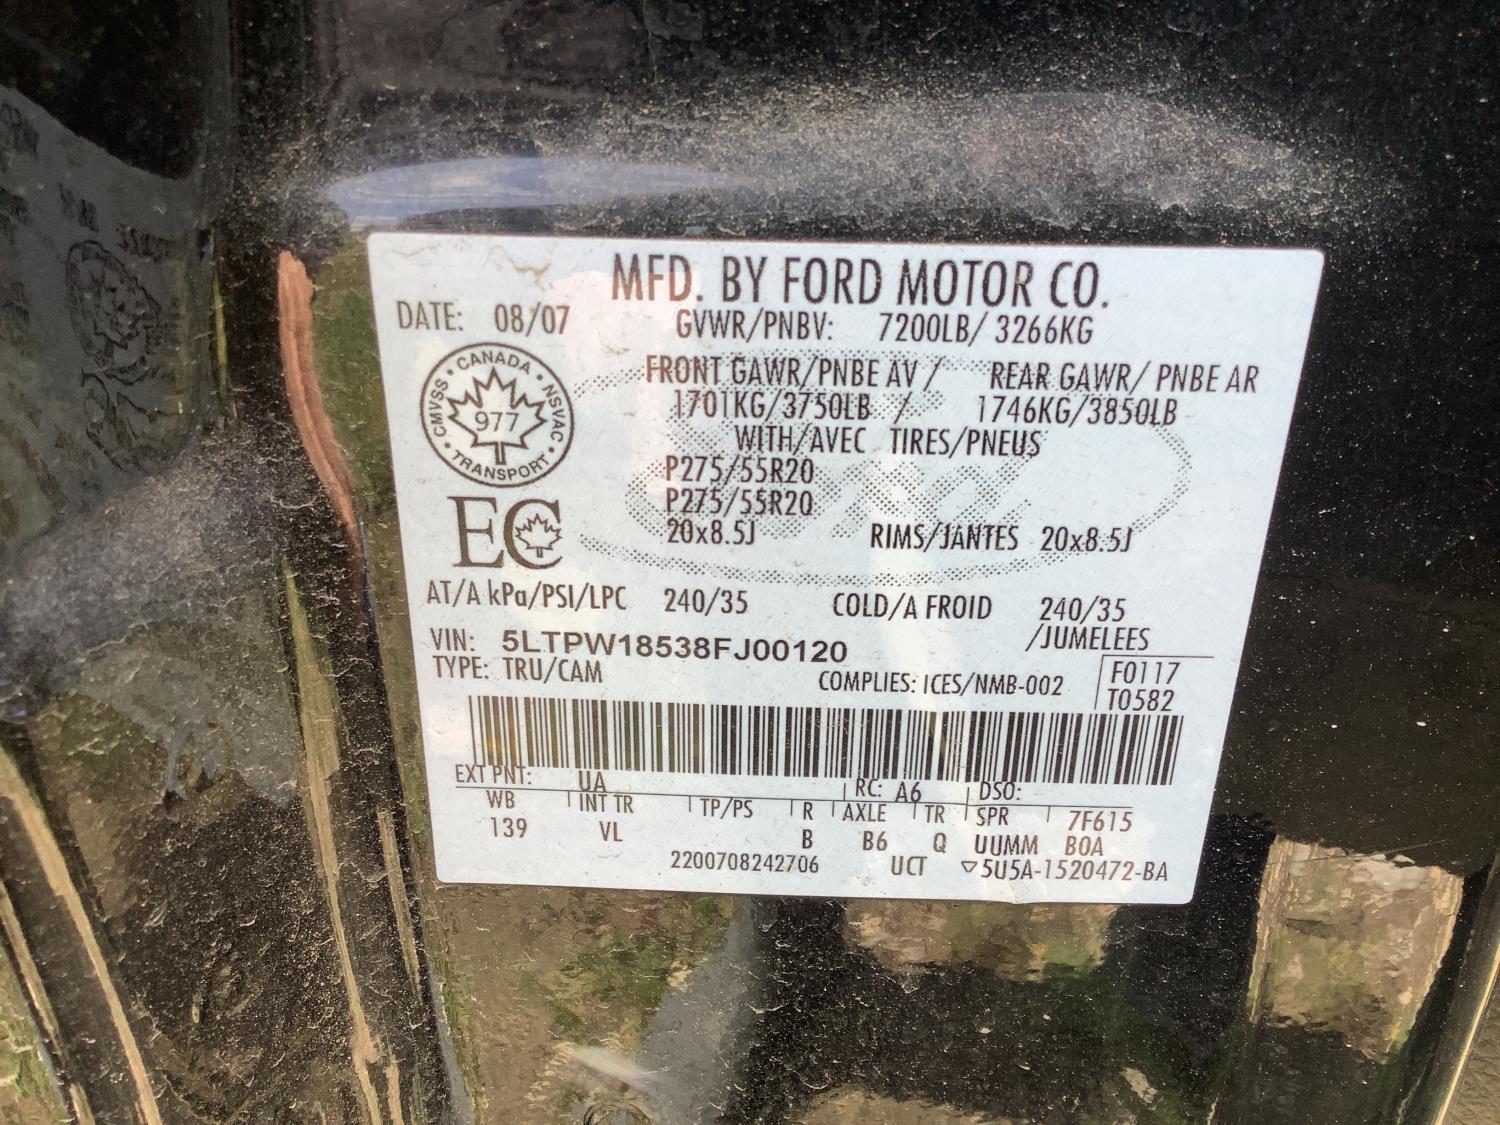 MFD. BY FORD MOTOR CO.
DATE: 08/07 GVWR/PNBV: 7200LB/ 3266KG
FRONT GAWR/PNBE AV / REAR GAWR/ PNBE AR
1701KG/3750LB / 1746KG/3850LB
WITH/AVEC TIRES/PNEUS
P275/55R20
P275/55R20
20x8.5J RIMS/JANTES 20x8.5J
CANADA • NSVAC • TRANSPORT • CMVSS •
977
EC
AT/A kPa/PSI/LPC 240/35 COLD/A FROID 240/35
/JUMELEES
VIN: 5LTPW18538FJ00120
TYPE: TRU/CAM COMPLIES: ICES/NMB-002
F0117
T0582
EXT PNT: UA RC: A6 DSO:
WB INT TR TP/PS R AXLE TR SPR 7F615
139 VL B B6 Q UUMM BOA
2200708242706 UCT ▽5U5A-1520472-BA